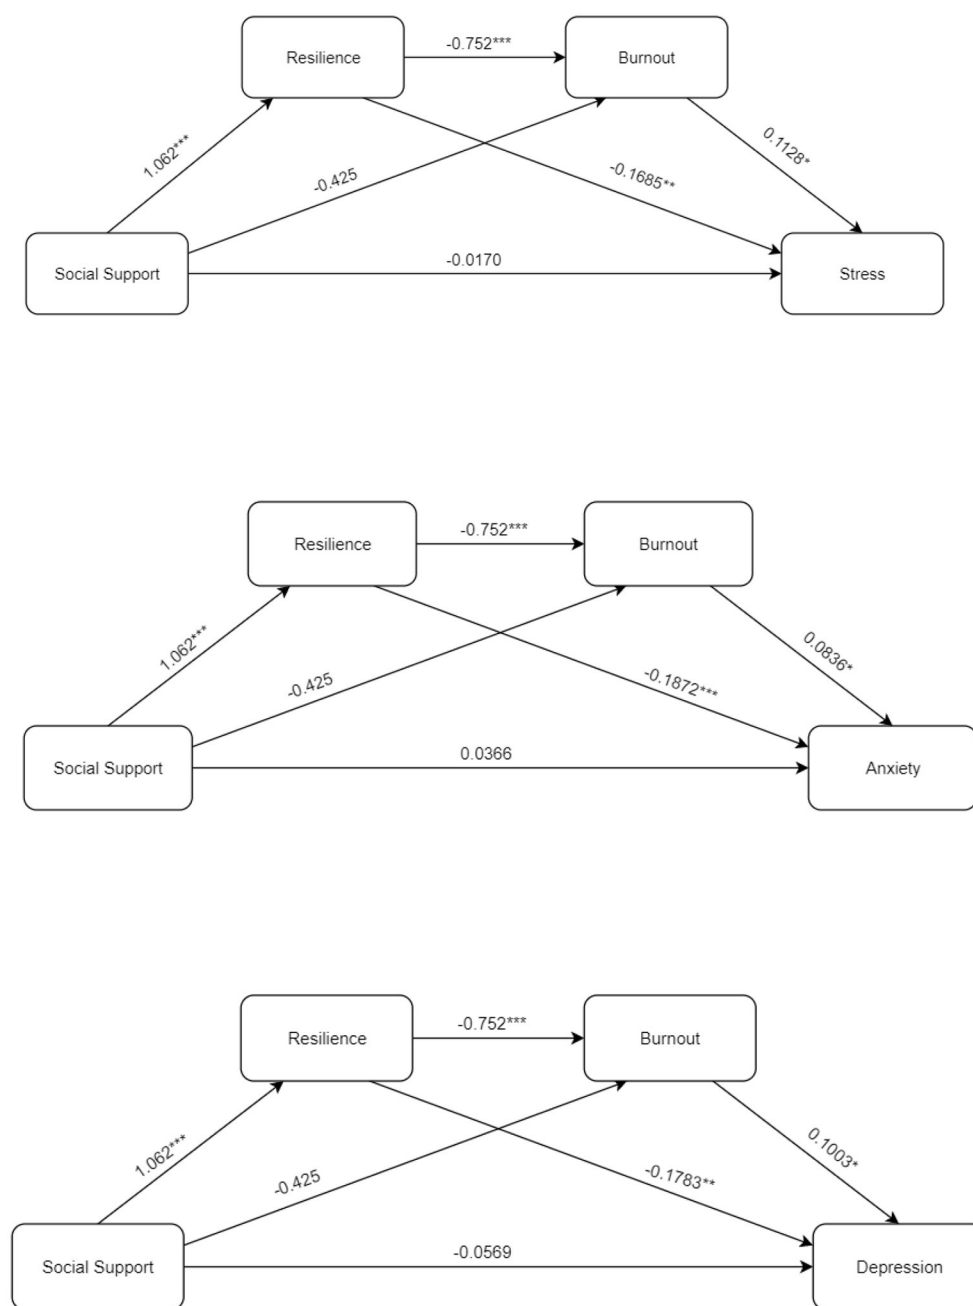 Resilience
-0.752***
Burnout
1.062***
-0.425
-0.1685**
0.1128*
Social Support
-0.0170
Stress
Resilience
-0.752***
Burnout
1.062***
-0.425
-0.1872***
0.0836*
Social Support
0.0366
Anxiety
Resilience
-0.752***
Burnout
1.062***
-0.425
-0.1783**
0.1003*
Social Support
-0.0569
Depression